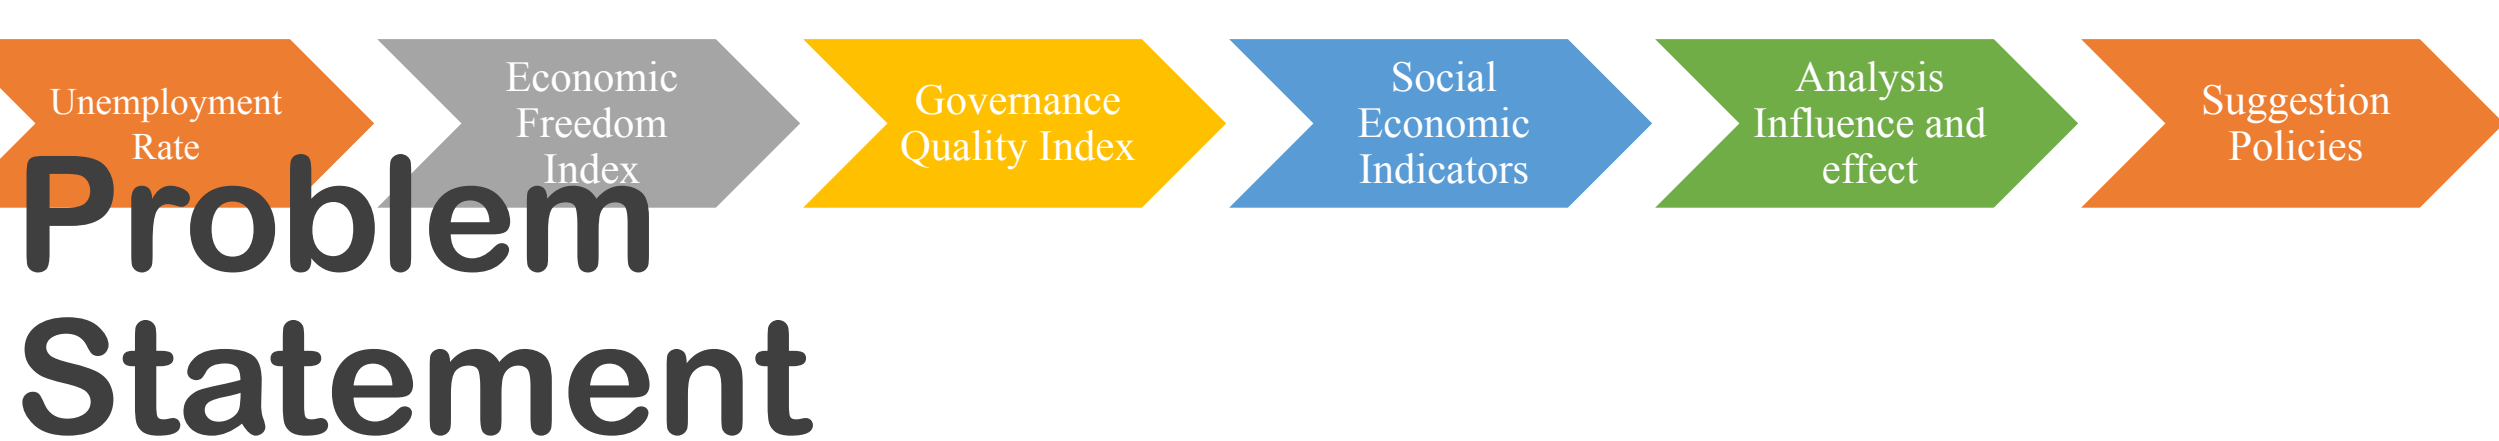 Unemployment
Rate
Economic
Freedom
Index
Governance
Quality Index
Social
Economic
Indicators
Analysis
Influence and
effect
Suggestion
Policies
Problem
Statement